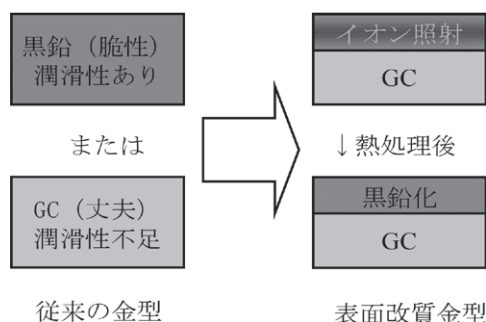 黒鉛（脆性）
潤滑性あり
または
GC（丈夫）
潤滑性不足
従来の金型
イオン照射
GC
↓熱処理後
黒鉛化
GC
表面改質金型